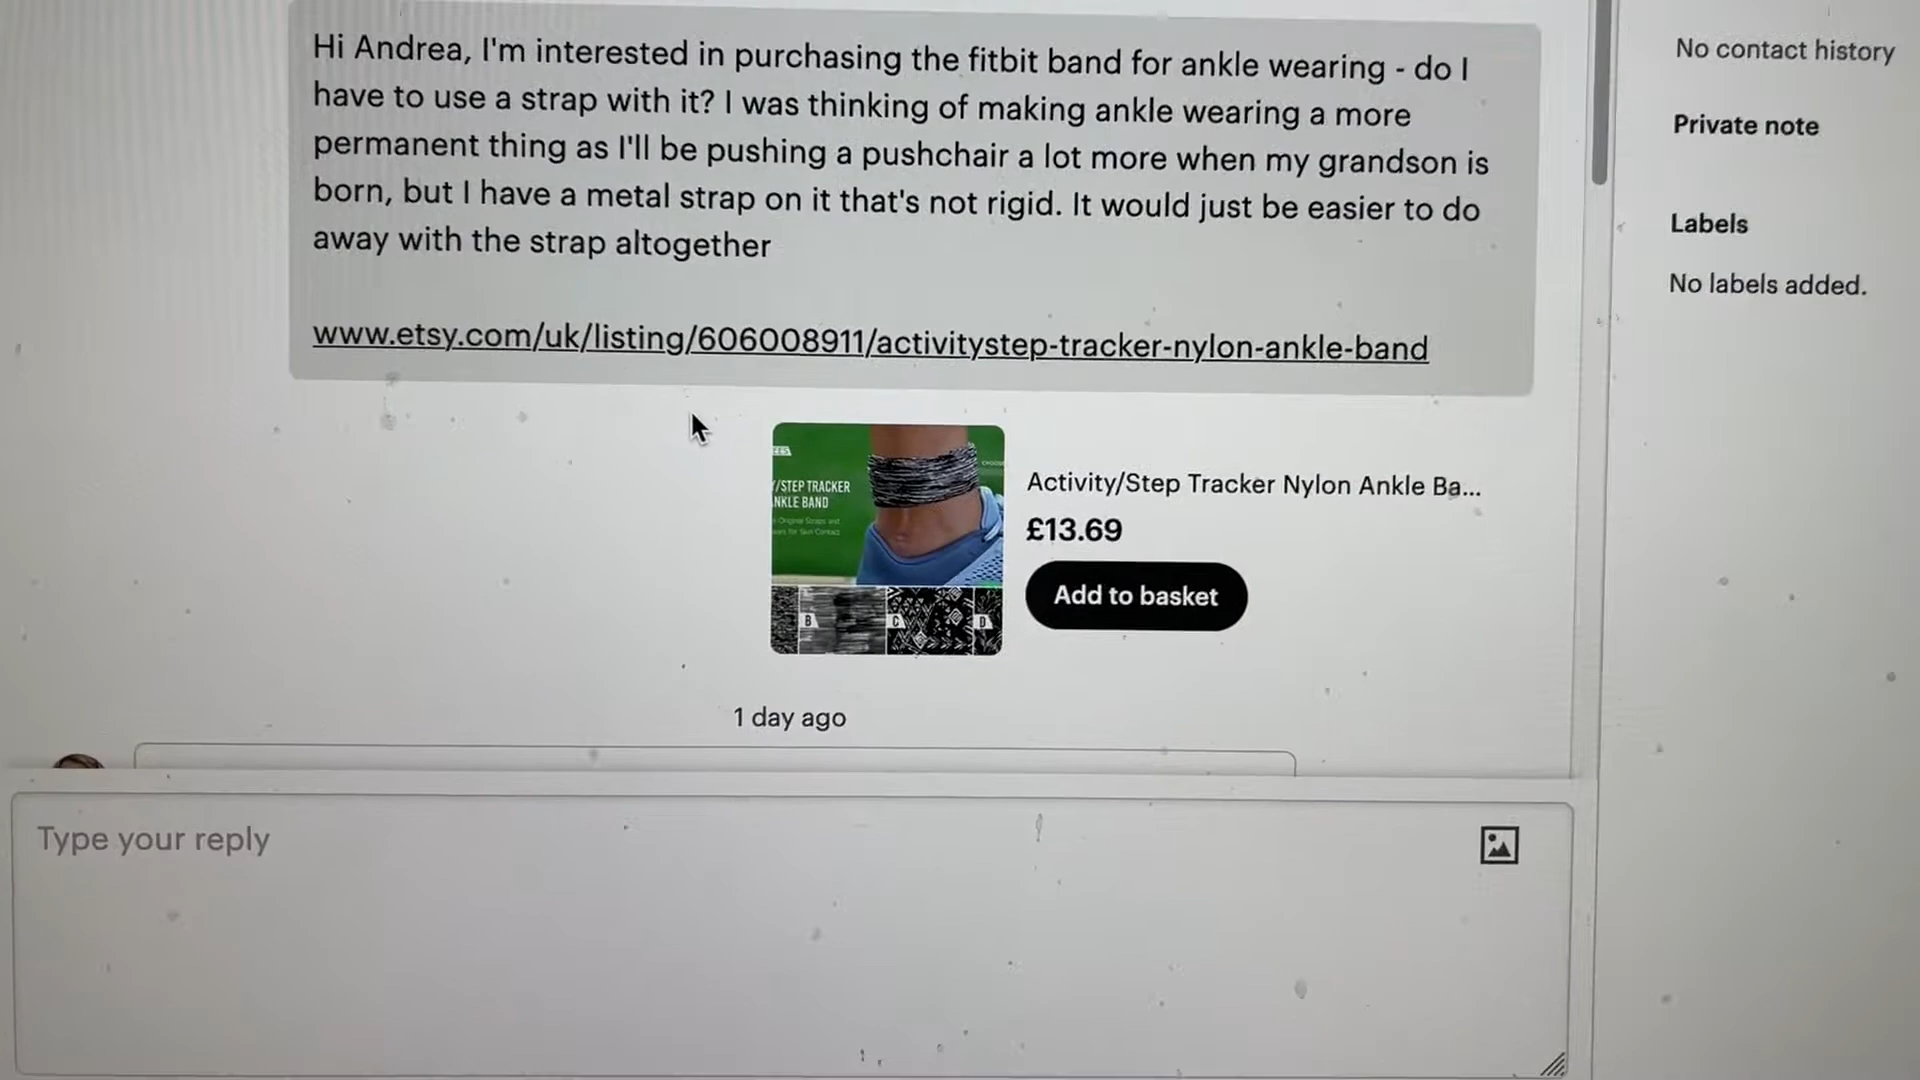 Hi Andrea, I'm interested in purchasing the fitbit band for ankle wearing - do I
have to use a strap with it? I was thinking of making ankle wearing a more
permanent thing as I'll be pushing a pushchair a lot more when my grandson is
born, but I have a metal strap on it that's not rigid. It would just be easier to do
away with the strap altogether
www.etsy.com/uk/listing/606008911/activitystep-tracker-nylon-ankle-band
/STEP TRACKER
NKLE BAND
B
C
D
Activity/Step Tracker Nylon Ankle Ba...
£13.69
Add to basket
1 day ago
Type your reply
No contact history
Private note
Labels
No labels added.